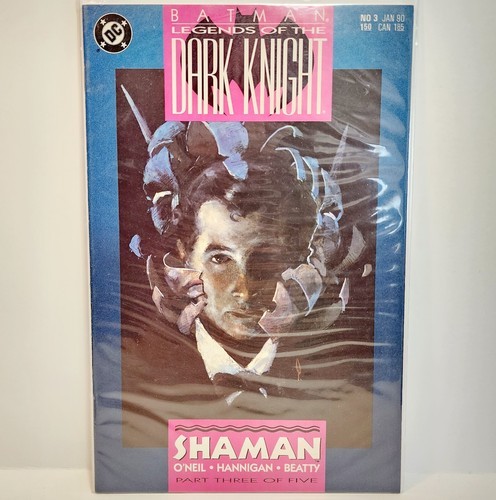 DC
BATMAN
LEGENDS OF THE
DARK KNIGHT
NO 3 JAN 90
150 CAN 185
SHAMAN
O'NEIL • HANNIGAN • BEATTY
PART THREE OF FIVE